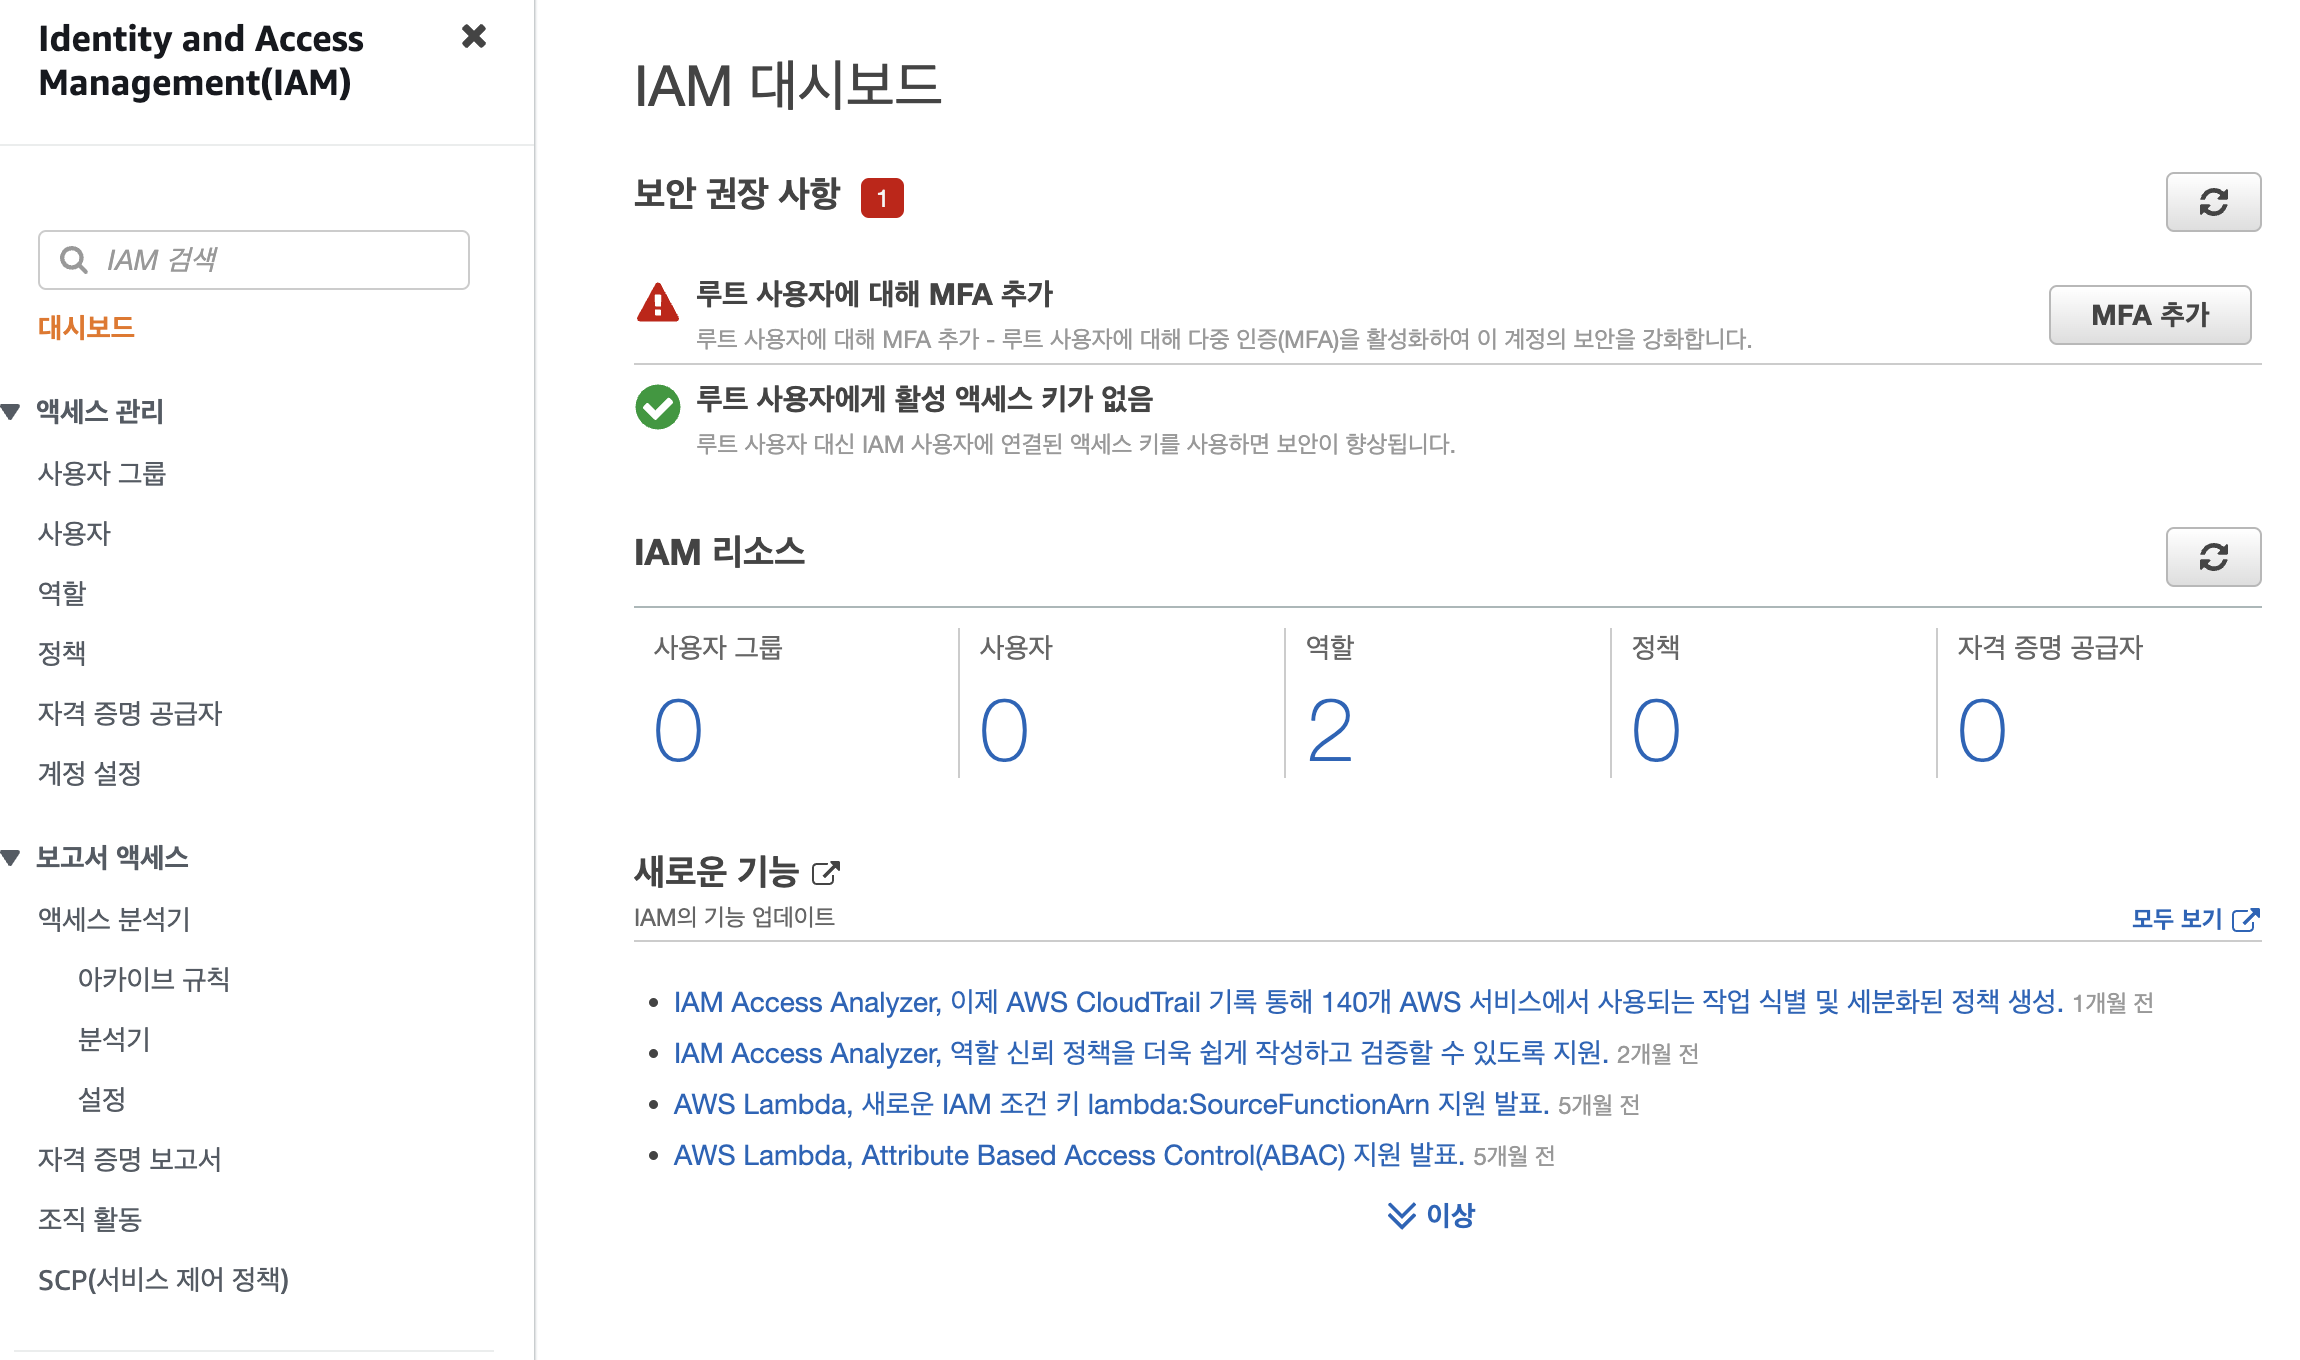 Identity and Access
Management(IAM)
IAM 검색
대시보드
액세스 관리
사용자 그룹
사용자
역할
정책
자격 증명 공급자
계정 설정
보고서 액세스
액세스 분석기
아카이브 규칙
분석기
설정
자격 증명 보고서
조직 활동
SCP(서비스 제어 정책)
IAM 대시보드
보안 권장 사항 1
루트 사용자에 대해 MFA 추가
루트 사용자에 대해 MFA 추가 - 루트 사용자에 대해 다중 인증(MFA)을 활성화하여 이 계정의 보안을 강화합니다.
MFA 추가
루트 사용자에게 활성 액세스 키가 없음
루트 사용자 대신 IAM 사용자에 연결된 액세스 키를 사용하면 보안이 향상됩니다.
IAM 리소스
사용자 그룹 사용자 역할 정책 자격 증명 공급자
0 0 2 0 0
새로운 기능
IAM의 기능 업데이트
모두 보기
IAM Access Analyzer, 이제 AWS CloudTrail 기록 통해 140개 AWS 서비스에서 사용되는 작업 식별 및 세분화된 정책 생성. 1개월 전
IAM Access Analyzer, 역할 신뢰 정책을 더욱 쉽게 작성하고 검증할 수 있도록 지원. 2개월 전
AWS Lambda, 새로운 IAM 조건 키 lambda:SourceFunctionArn 지원 발표. 5개월 전
AWS Lambda, Attribute Based Access Control(ABAC) 지원 발표. 5개월 전
이상